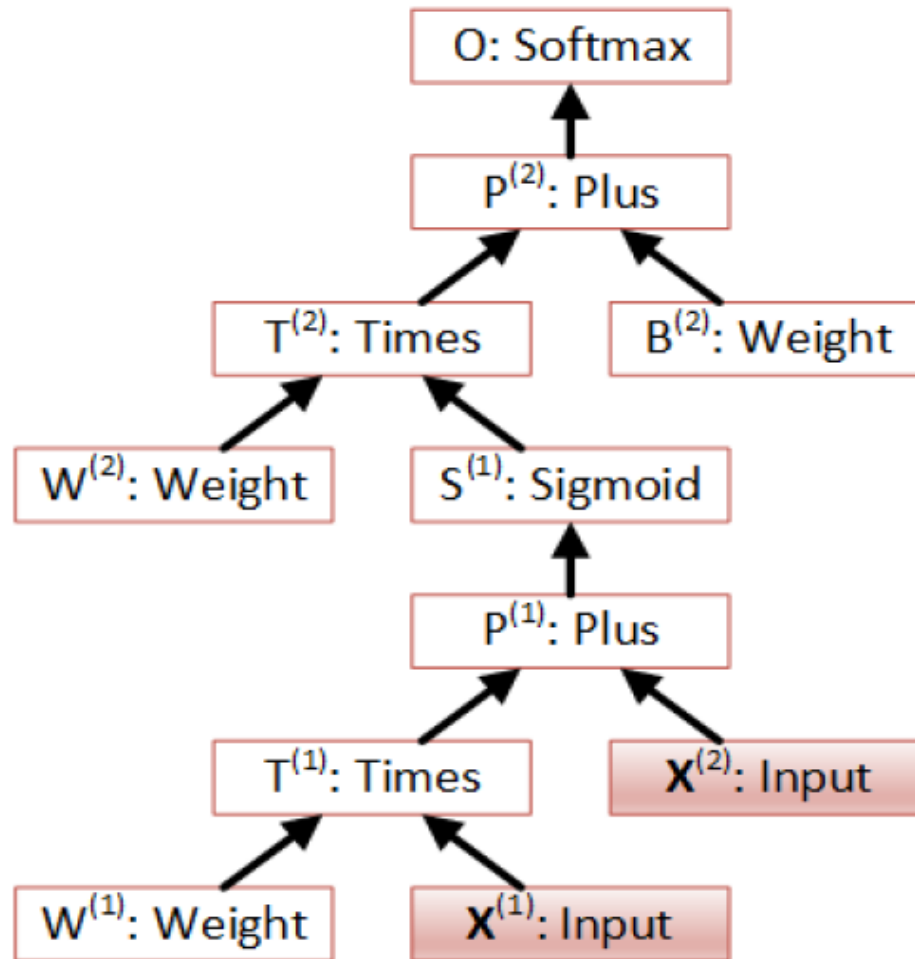 O: Softmax
P⁽²⁾: Plus
T⁽²⁾: Times
B⁽²⁾: Weight
W⁽²⁾: Weight
S⁽¹⁾: Sigmoid
P⁽¹⁾: Plus
T⁽¹⁾: Times
X⁽²⁾: Input
W⁽¹⁾: Weight
X⁽¹⁾: Input